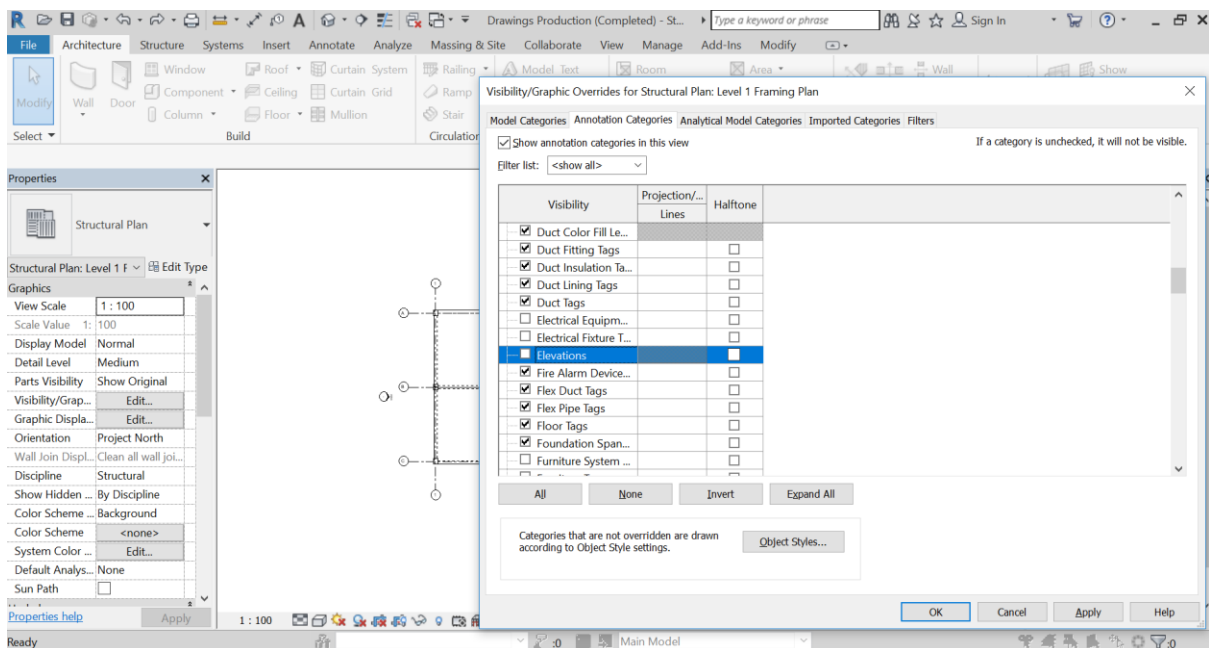 Drawings Production (Completed) - St... Type a keyword or phrase Sign In
File Architecture Structure Systems Insert Annotate Analyze Massing & Site Collaborate View Manage Add-Ins Modify
Modify
Wall
Door
Window
Component
Column
Roof
Ceiling
Floor
Curtain System
Curtain Grid
Mullion
Railing
Ramp
Stair
Model Text
Room
Area
Wall
Show
Select
Build
Circulation
Properties
Structural Plan
Structural Plan: Level 1 F Edit Type
Graphics
View Scale 1 : 100
Scale Value 1: 100
Display Model Normal
Detail Level Medium
Parts Visibility Show Original
Visibility/Grap... Edit...
Graphic Displa... Edit...
Orientation Project North
Wall Join Displ... Clean all wall joi...
Discipline Structural
Show Hidden ... By Discipline
Color Scheme ... Background
Color Scheme <none>
System Color ... Edit...
Default Analys... None
Sun Path
Properties help Apply
1 : 100
Ready
:0 Main Model :0
Visibility/Graphic Overrides for Structural Plan: Level 1 Framing Plan
Model Categories Annotation Categories Analytical Model Categories Imported Categories Filters
Show annotation categories in this view If a category is unchecked, it will not be visible.
Filter list: <show all>
Visibility Projection/... Halftone
Lines
Duct Color Fill Le...
Duct Fitting Tags
Duct Insulation Ta...
Duct Lining Tags
Duct Tags
Electrical Equipm...
Electrical Fixture T...
Elevations
Fire Alarm Device...
Flex Duct Tags
Flex Pipe Tags
Floor Tags
Foundation Span...
Furniture System ...
All None Invert Expand All
Categories that are not overridden are drawn
according to Object Style settings.
Object Styles...
OK Cancel Apply Help